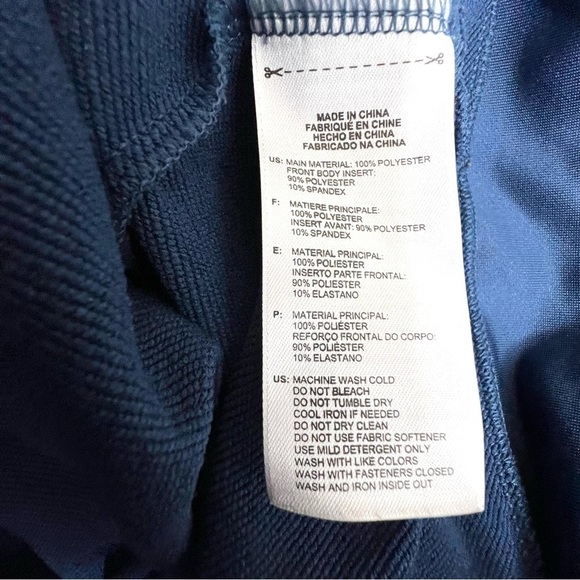 MADE IN CHINA
FABRIQUÉ EN CHINE
HECHO EN CHINA
FABRICADO NA CHINA
US: MAIN MATERIAL: 100% POLYESTER
FRONT BODY INSERT:
90% POLYESTER
10% SPANDEX
F: MATIERE PRINCIPALE:
100% POLYESTER
INSERT AVANT: 90% POLYESTER
10% SPANDEX
E: MATERIAL PRINCIPAL:
100% POLIESTER
INSERTO PARTE FRONTAL:
90% POLIESTER
10% ELASTANO
P: MATERIAL PRINCIPAL:
100% POLIÉSTER
REFORÇO FRONTAL DO CORPO:
90% POLIÉSTER
10% ELASTANO
US: MACHINE WASH COLD
DO NOT BLEACH
DO NOT TUMBLE DRY
COOL IRON IF NEEDED
DO NOT DRY CLEAN
DO NOT USE FABRIC SOFTENER
USE MILD DETERGENT ONLY
WASH WITH LIKE COLORS
WASH WITH FASTENERS CLOSED
WASH AND IRON INSIDE OUT